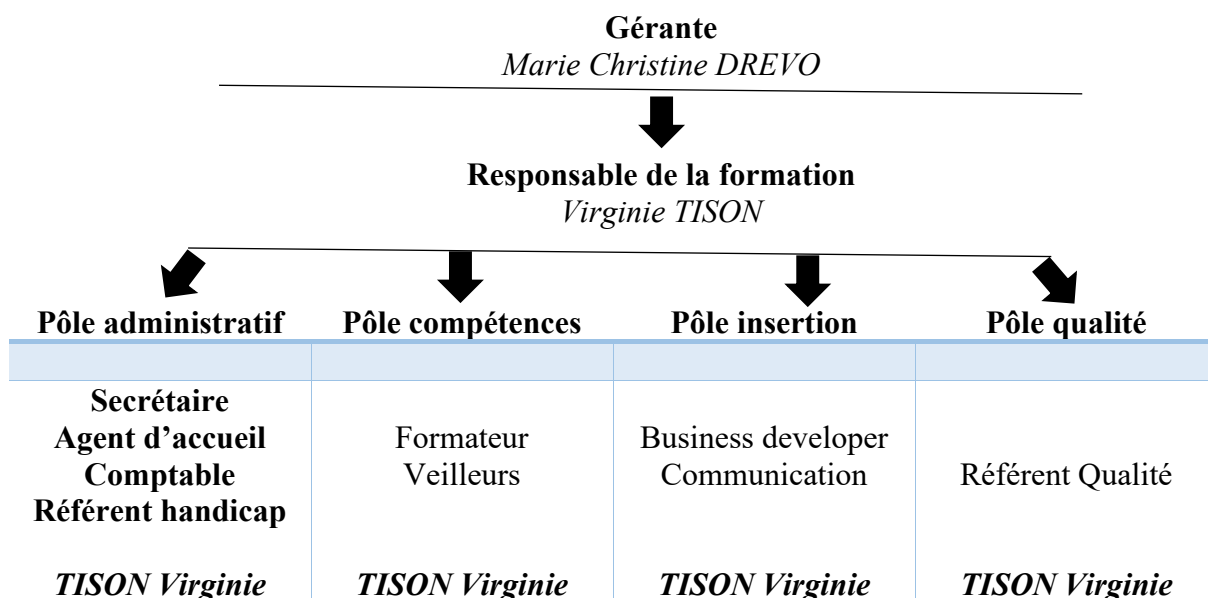 Gérante
Marie Christine DREVO
Responsable de la formation
Virginie TISON
Pôle administratif
Pôle compétences
Pôle insertion
Pôle qualité
Secrétaire
Agent d’accueil
Comptable
Référent handicap
TISON Virginie
Formateur
Veilleurs
TISON Virginie
Business developer
Communication
TISON Virginie
Référent Qualité
TISON Virginie